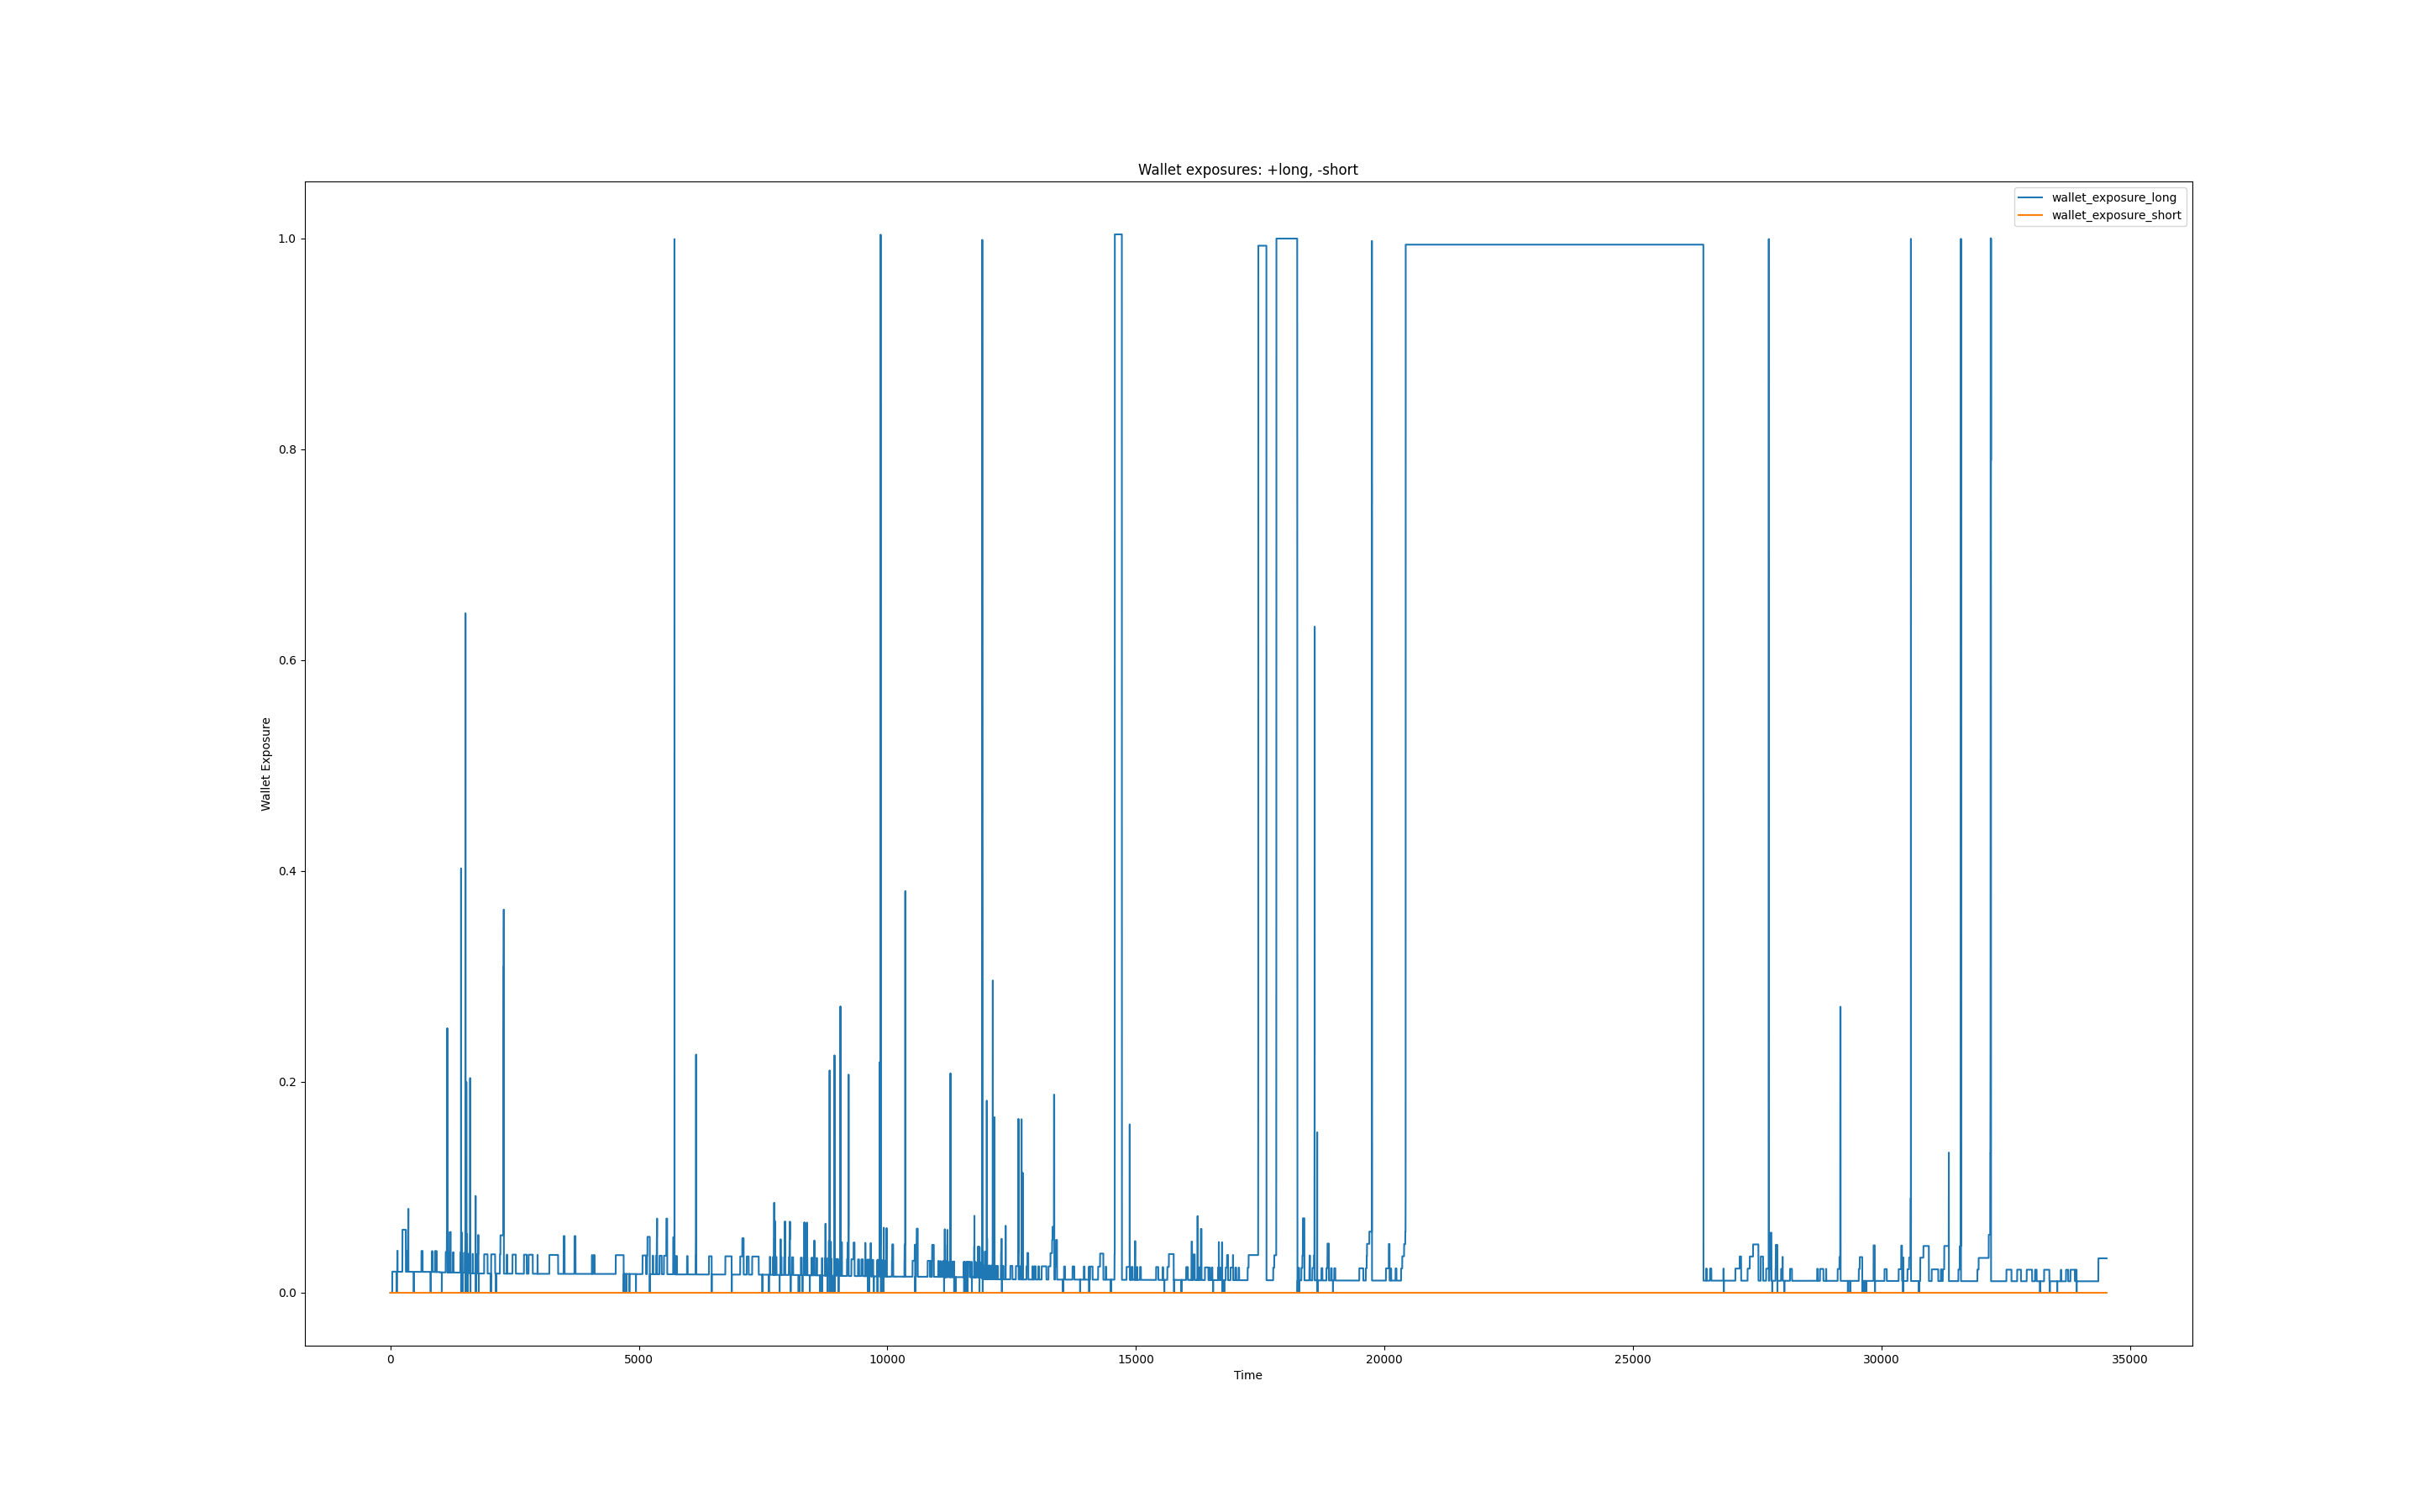 Wallet exposures: +long, -short
wallet_exposure_long
wallet_exposure_short
1.0
0.8
0.6
0.4
0.2
0.0
Wallet Exposure
0 5000 10000 15000 20000 25000 30000 35000
Time